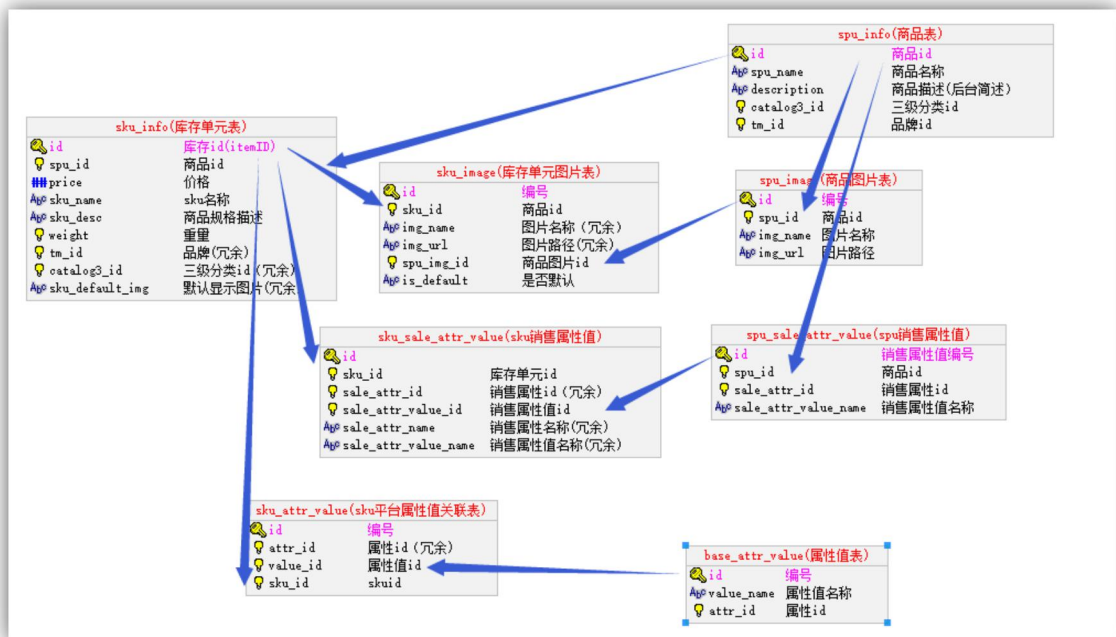 spu_info(商品表)
id 商品id
spu_name 商品名称
description 商品描述(后台简述)
catalog3_id 三级分类id
tm_id 品牌id
sku_info(库存单元表)
id 库存id(itemID)
spu_id 商品id
price 价格
sku_name sku名称
sku_desc 商品规格描述
weight 重量
tm_id 品牌(冗余)
catalog3_id 三级分类id(冗余)
sku_default_img 默认显示图片(冗余
sku_image(库存单元图片表)
id 编号
sku_id 商品id
img_name 图片名称(冗余)
img_url 图片路径(冗余)
spu_img_id 商品图片id
is_default 是否默认
spu_imag (商品图片表)
id 编号
spu_id 商品id
img_name 图片名称
img_url 图片路径
sku_sale_attr_value(sku销售属性值)
id
sku_id 库存单元id
sale_attr_id 销售属性id(冗余)
sale_attr_value_id 销售属性值id
sale_attr_name 销售属性名称(冗余)
sale_attr_value_name 销售属性值名称(冗余)
spu_sale_attr_value(spu销售属性值)
id 销售属性值编号
spu_id 商品id
sale_attr_id 销售属性id
sale_attr_value_name 销售属性值名称
sku_attr_value(sku平台属性值关联表)
id 编号
attr_id 属性id(冗余)
value_id 属性值id
sku_id skuid
base_attr_value(属性值表)
id 编号
value_name 属性值名称
attr_id 属性id